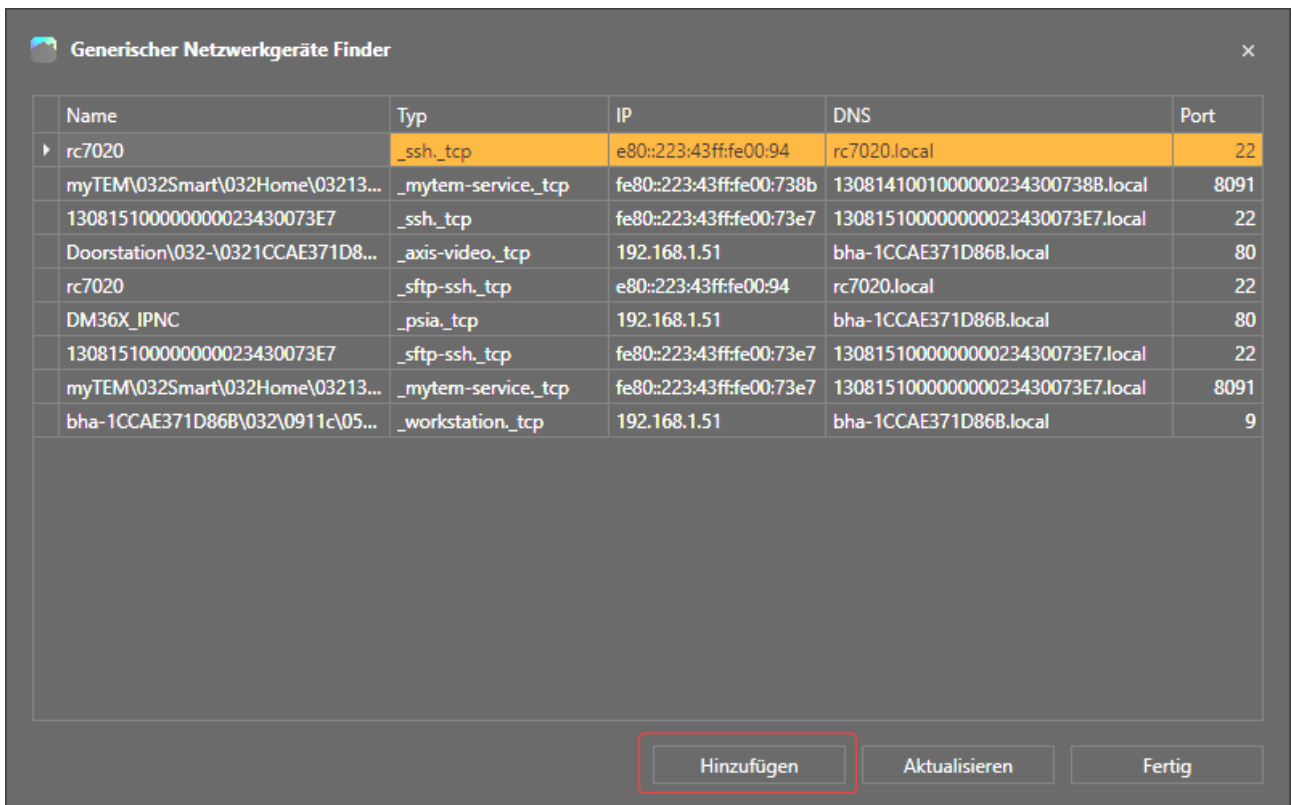 Generischer Netzwerkgeräte Finder
Name Typ IP DNS Port
rc7020 _ssh._tcp e80::223:43ff:fe00:94 rc7020.local 22
myTEM\032Smart\032Home\03213... _mytem-service._tcp fe80::223:43ff:fe00:738b 1308141001000000234300738B.local 8091
130815100000000023430073E7 _ssh._tcp fe80::223:43ff:fe00:73e7 130815100000000023430073E7.local 22
Doorstation\032-\0321CCAE371D8... _axis-video._tcp 192.168.1.51 bha-1CCAE371D86B.local 80
rc7020 _sftp-ssh._tcp e80::223:43ff:fe00:94 rc7020.local 22
DM36X_IPNC _psia._tcp 192.168.1.51 bha-1CCAE371D86B.local 80
130815100000000023430073E7 _sftp-ssh._tcp fe80::223:43ff:fe00:73e7 130815100000000023430073E7.local 22
myTEM\032Smart\032Home\03213... _mytem-service._tcp fe80::223:43ff:fe00:73e7 130815100000000023430073E7.local 8091
bha-1CCAE371D86B\032\0911c\05... _workstation._tcp 192.168.1.51 bha-1CCAE371D86B.local 9
Hinzufügen Aktualisieren Fertig